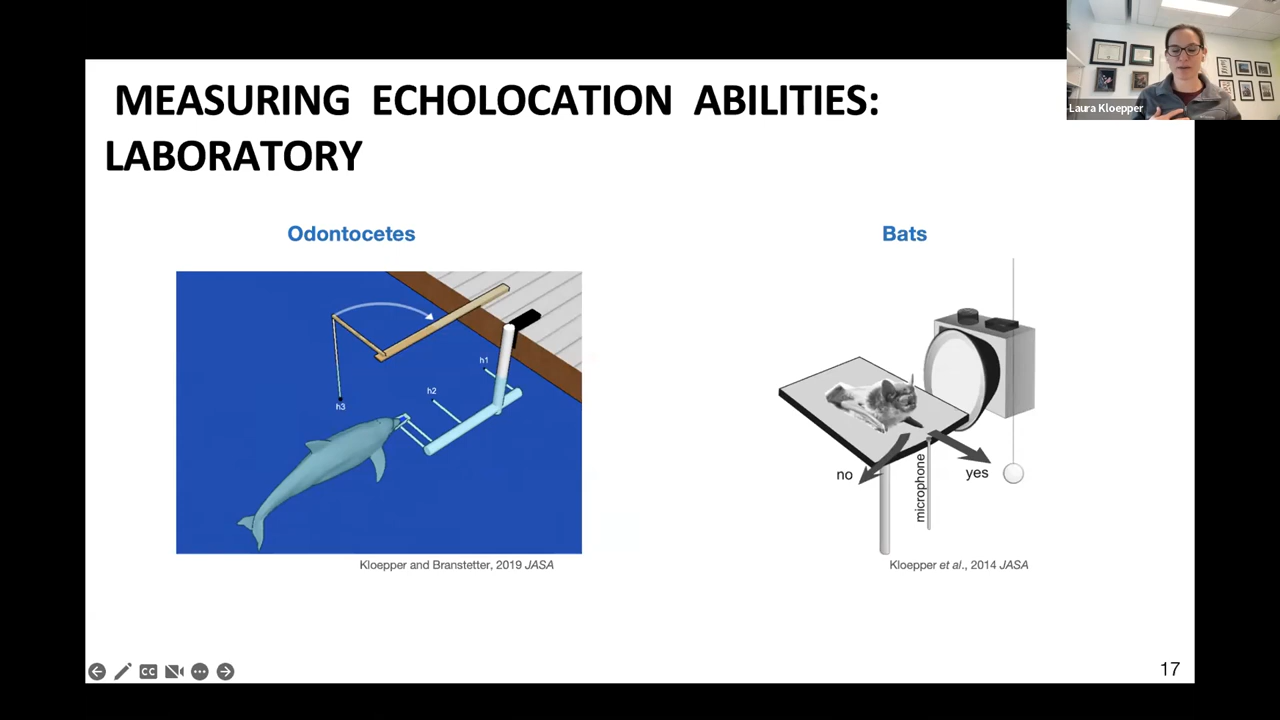 MEASURING ECHOLOCATION ABILITIES:
LABORATORY
Laura Kloepper
Odontocetes
Bats
h1
h2
h3
no
microphone
yes
Kloepper and Branstetter, 2019 JASA
Kloepper et al., 2014 JASA
CC
17